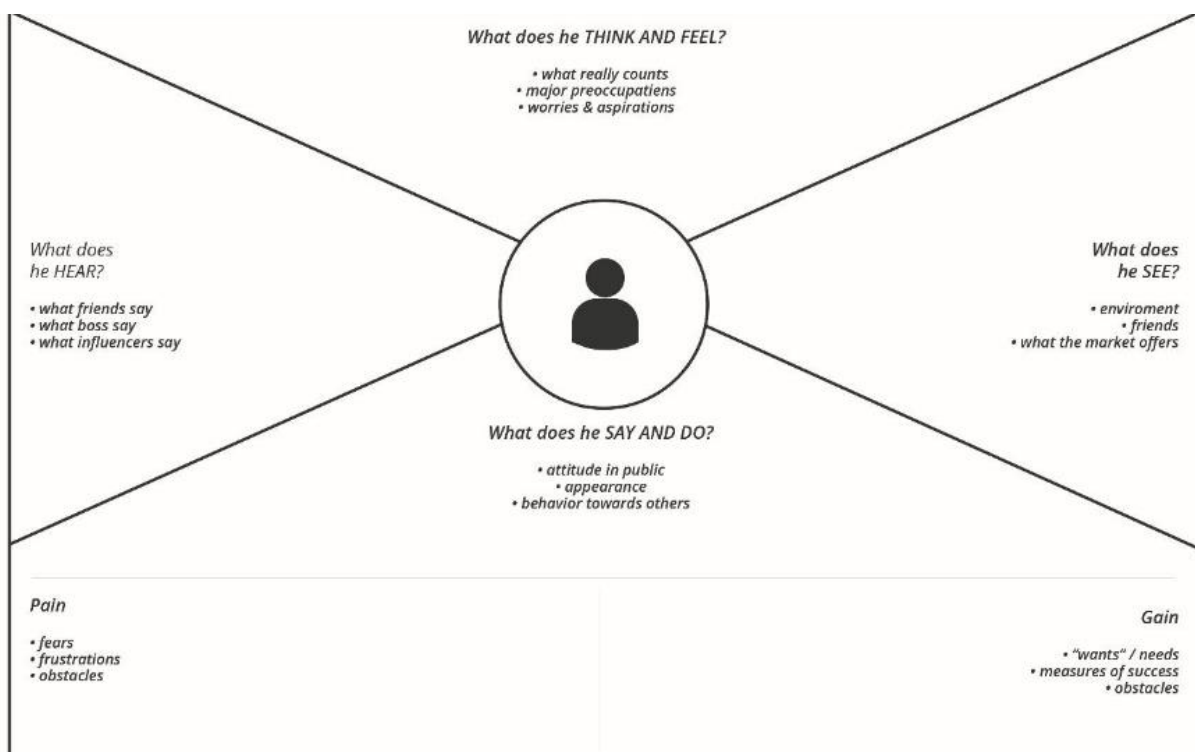 What does he THINK AND FEEL?
• what really counts
• major preoccupatiens
• worries & aspirations
What does
he HEAR?
• what friends say
• what boss say
• what influencers say
What does
he SEE?
• enviroment
• friends
• what the market offers
What does he SAY AND DO?
• attitude in public
• appearance
• behavior towards others
Pain
• fears
• frustrations
• obstacles
Gain
• “wants“ / needs
• measures of success
• obstacles